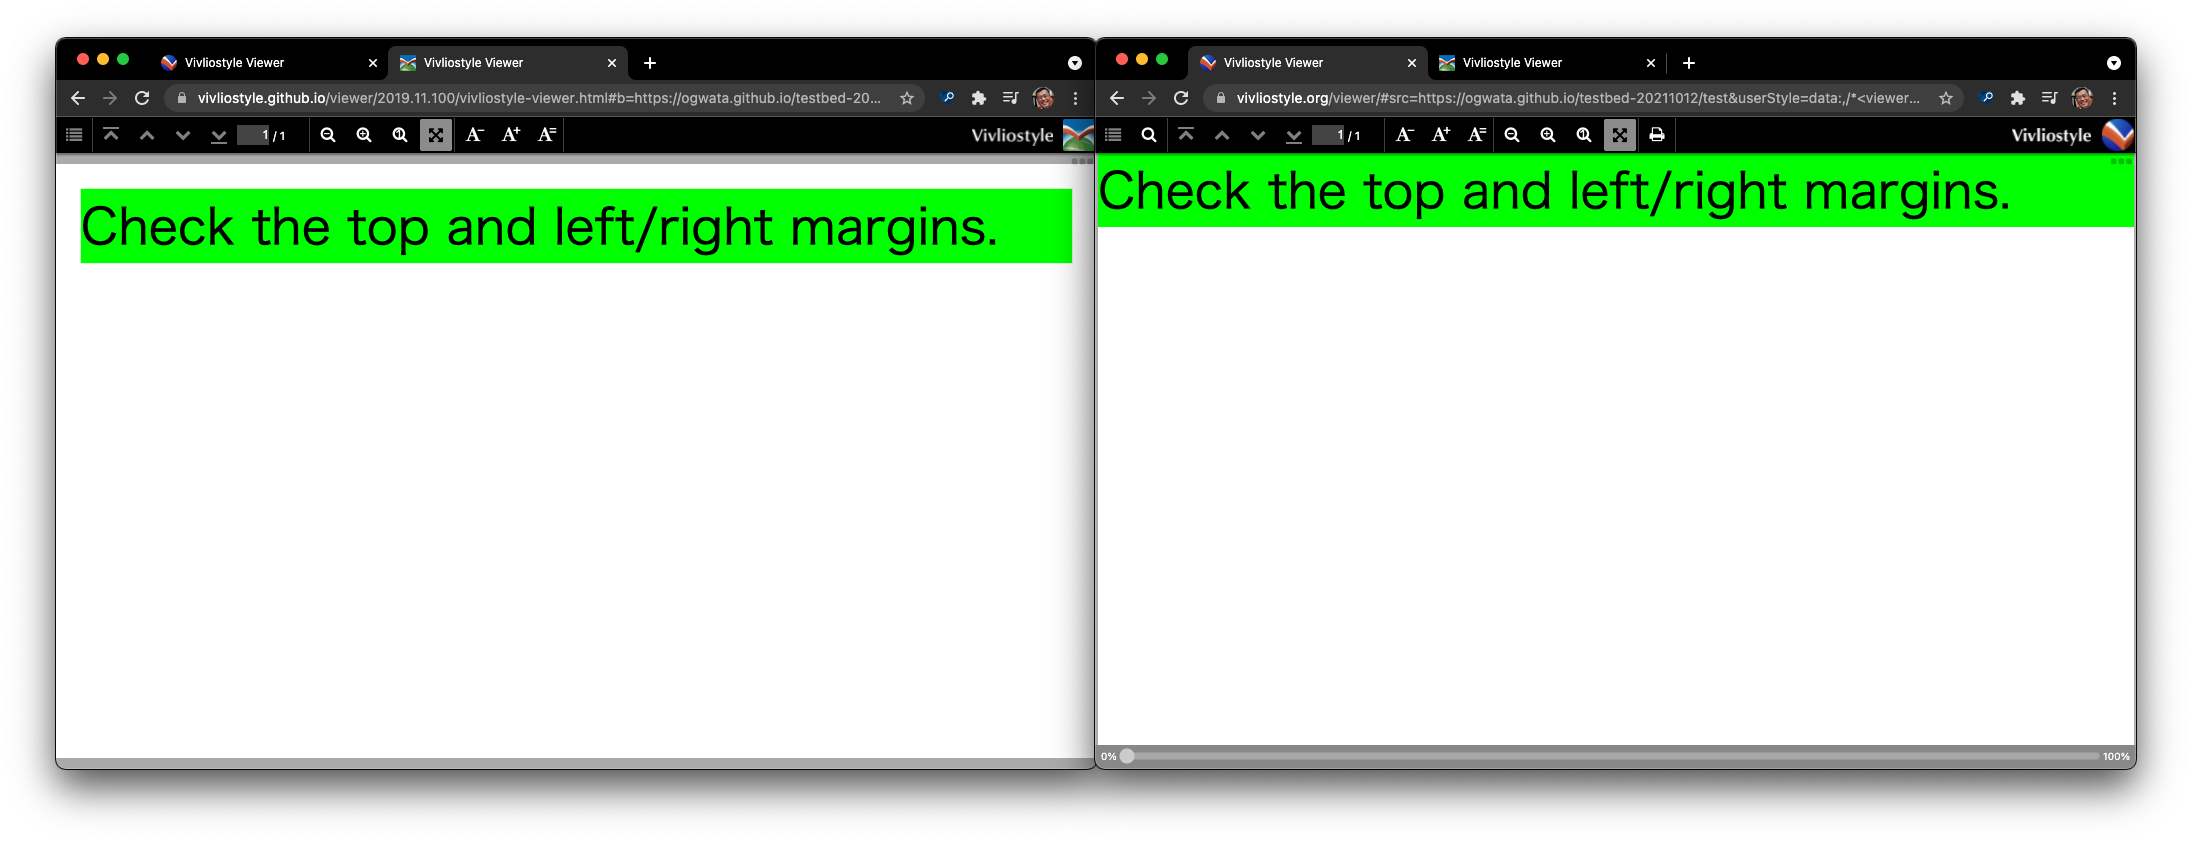 Vivliostyle Viewer
Vivliostyle Viewer
vivliostyle.github.io/viewer/2019.11.100/vivliostyle-viewer.html#b=https://ogwata.github.io/testbed-20...
1 / 1
A- A+ A=
Vivliostyle
Check the top and left/right margins.
Vivliostyle Viewer
Vivliostyle Viewer
vivliostyle.org/viewer/#src=https://ogwata.github.io/testbed-20211012/test&userStyle=data:,/*<viewer...
1 / 1
A- A+ A=
Vivliostyle
Check the top and left/right margins.
0% 100%